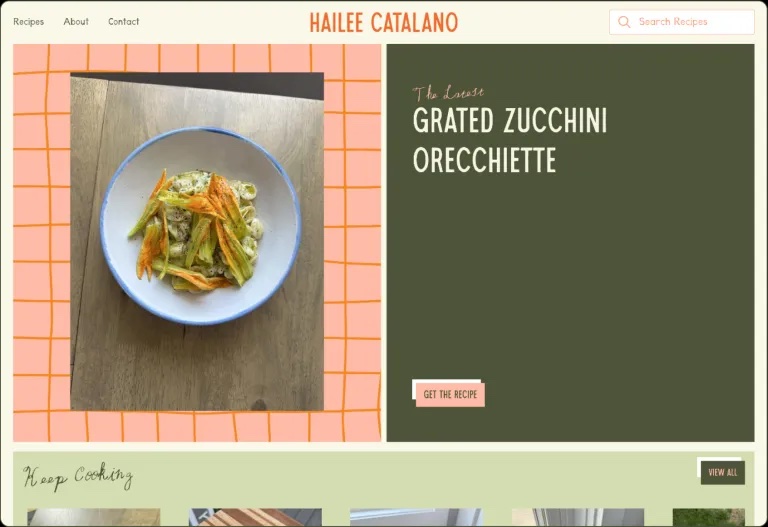 Recipes
About
Contact
HAILEE CATALANO
Search Recipes
The Latest
GRATED ZUCCHINI
ORECCHIETTE
GET THE RECIPE
Keep Cooking
VIEW ALL